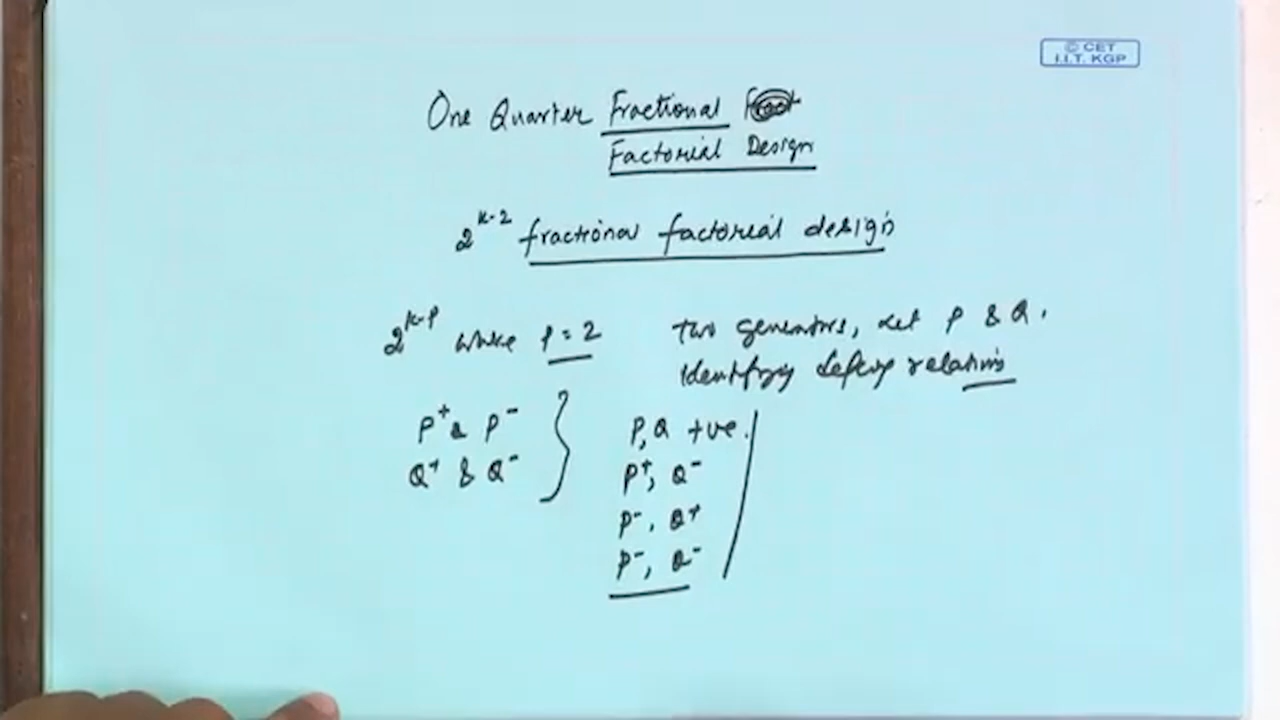 © CET
I.I.T. KGP
One Quarter Fractional
Factorial Design
2^{k-2} fractional factorial design
2^{k-p} where p = 2
two generators, Let P & Q.
Identifying defining relations
P⁺ & P⁻
Q⁺ & Q⁻
P, Q +ve.
P⁺, Q⁻
P⁻, Q⁺
P⁻, Q⁻